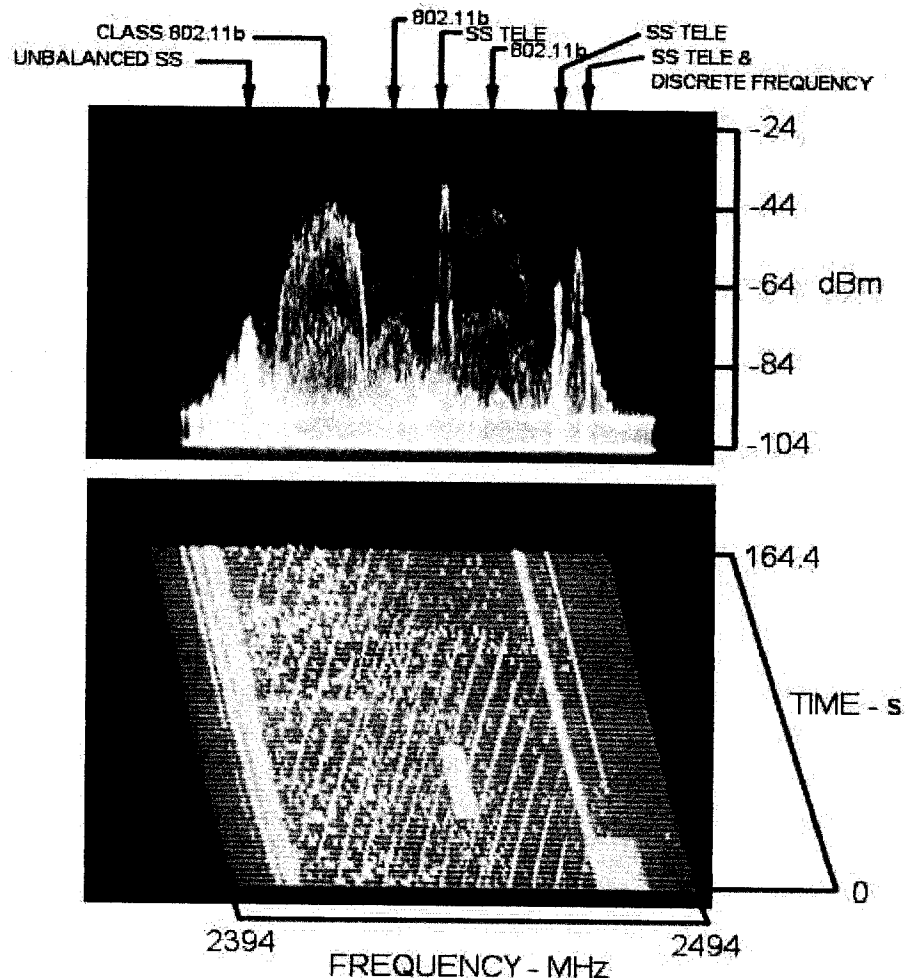 802.11b
CLASS 802.11b
SS TELE
SS TELE
UNBALANCED SS
802.11b
SS TELE &
DISCRETE FREQUENCY
-24
-44
-64 dBm
-84
-104
164.4
TIME - s
0
2394
2494
FREQUENCY - MHz